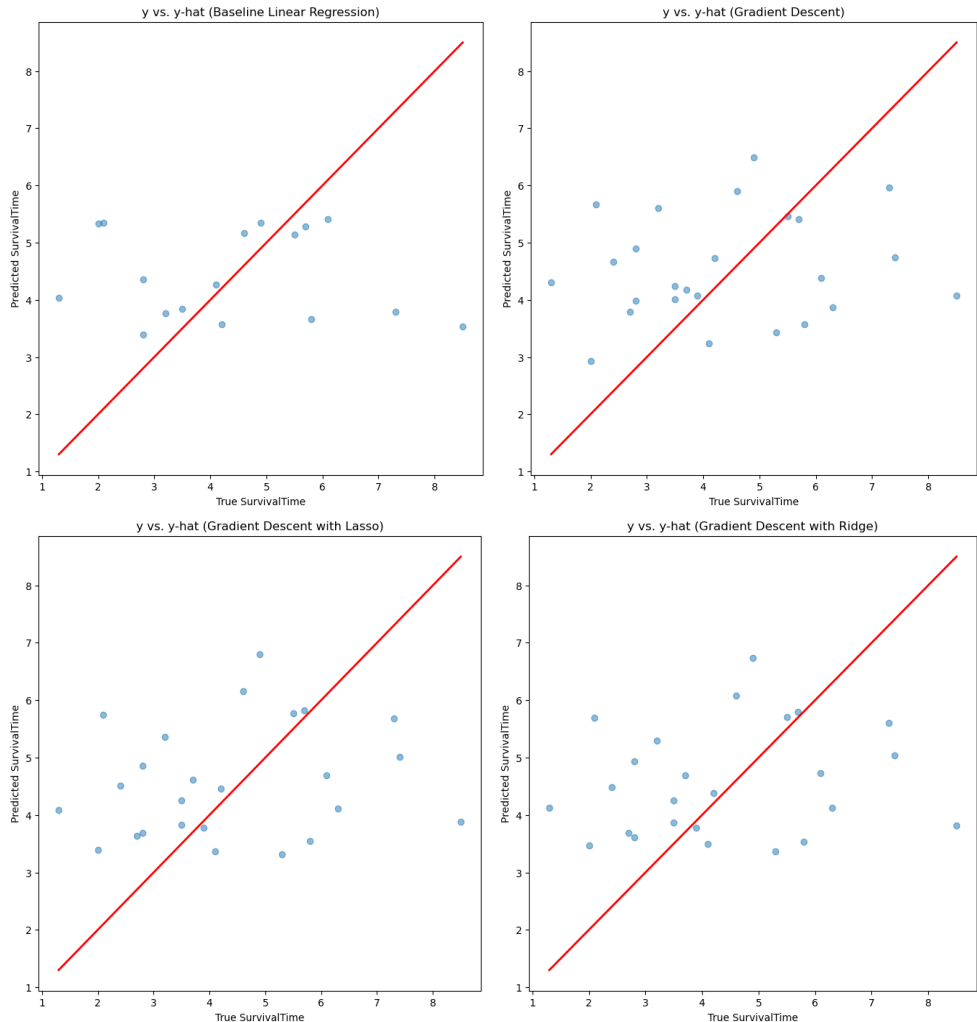 y vs. y-hat (Baseline Linear Regression)
8
7
6
5
4
3
2
1
Predicted SurvivalTime
1 2 3 4 5 6 7 8
True SurvivalTime
y vs. y-hat (Gradient Descent)
8
7
6
5
4
3
2
1
Predicted SurvivalTime
1 2 3 4 5 6 7 8
True SurvivalTime
y vs. y-hat (Gradient Descent with Lasso)
8
7
6
5
4
3
2
1
Predicted SurvivalTime
1 2 3 4 5 6 7 8
True SurvivalTime
y vs. y-hat (Gradient Descent with Ridge)
8
7
6
5
4
3
2
1
Predicted SurvivalTime
1 2 3 4 5 6 7 8
True SurvivalTime